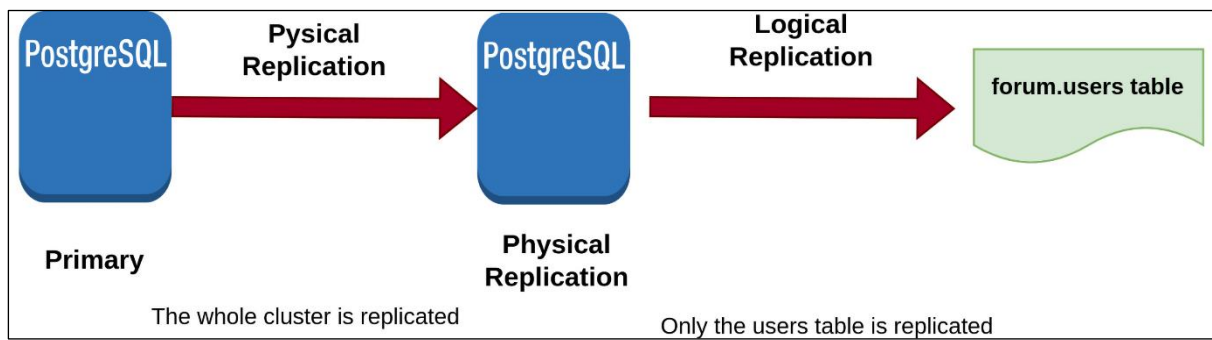 PostgreSQL
Pysical
Replication
PostgreSQL
Logical
Replication
forum.users table
Primary
Physical
Replication
The whole cluster is replicated
Only the users table is replicated